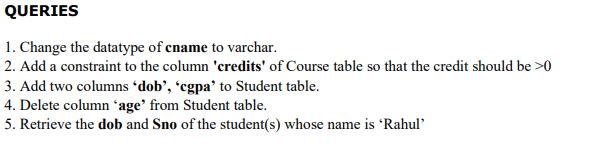 QUERIES
1. Change the datatype of cname to varchar.
2. Add a constraint to the column 'credits' of Course table so that the credit should be >0
3. Add two columns ‘dob’, ‘cgpa’ to Student table.
4. Delete column ‘age’ from Student table.
5. Retrieve the dob and Sno of the student(s) whose name is ‘Rahul’